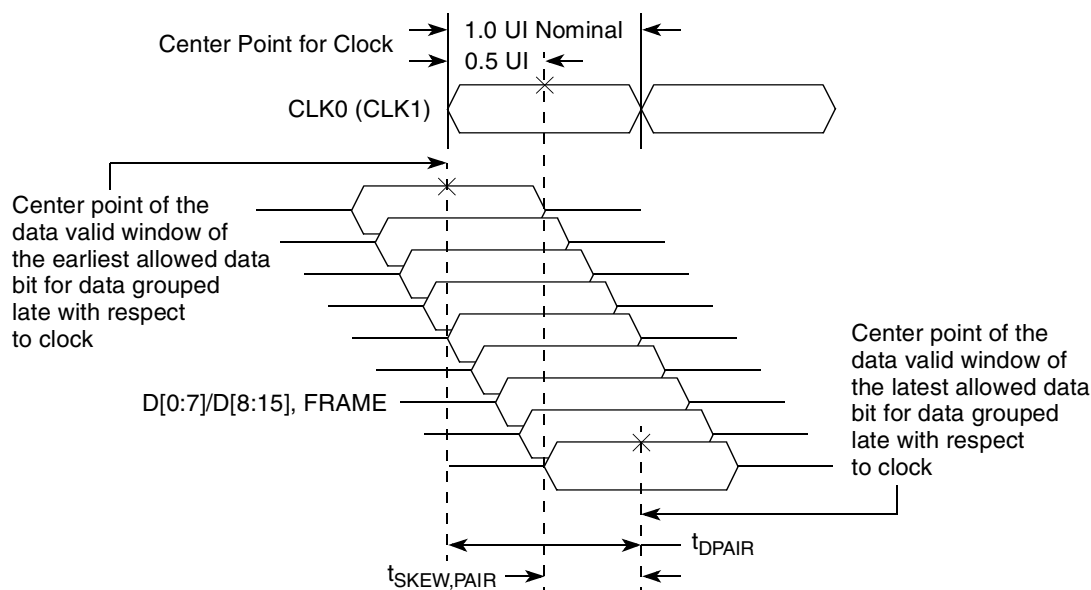 1.0 UI Nominal
Center Point for Clock
0.5 UI
CLK0 (CLK1)
Center point of the
data valid window of
the earliest allowed data
bit for data grouped
late with respect
to clock
D[0:7]/D[8:15], FRAME
Center point of the
data valid window of
the latest allowed data
bit for data grouped
late with respect
to clock
tDPAIR
tSKEW,PAIR